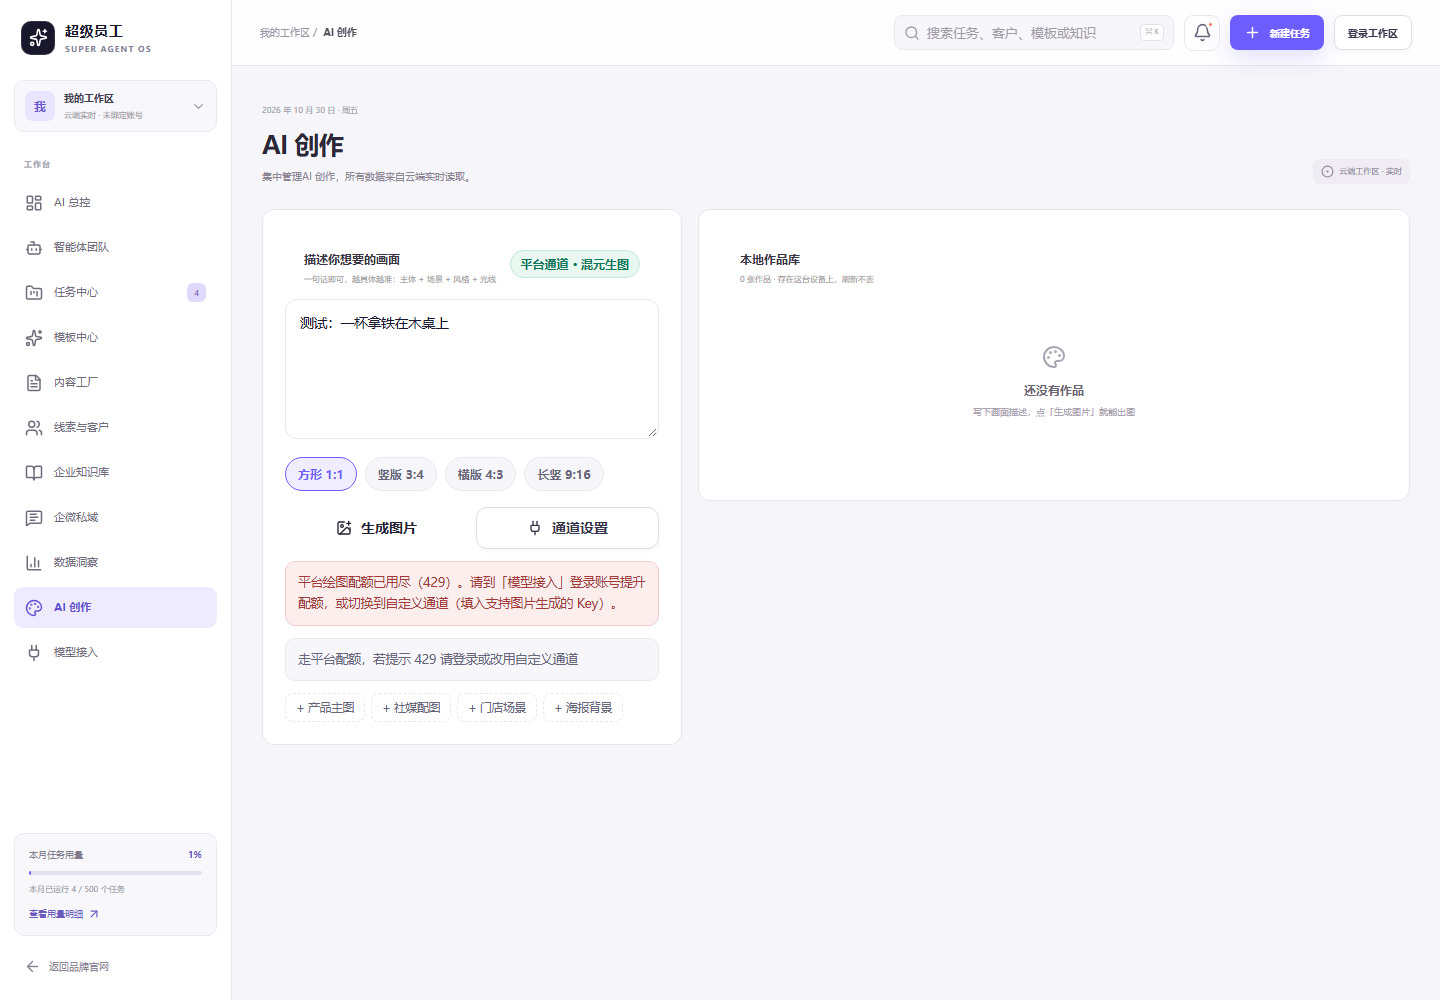 超级员工
SUPER AGENT OS
我
我的工作区
云端实时 · 未绑定账号
工作台
AI 总控
智能体团队
任务中心
4
模板中心
内容工厂
线索与客户
企业知识库
企微私域
数据洞察
AI 创作
模型接入
本月任务用量
1%
本月已运行 4 / 500 个任务
查看用量明细
返回品牌官网
我的工作区 / AI 创作
搜索任务、客户、模板或知识
⌘ K
新建任务
登录工作区
2026 年 10 月 30 日 · 周五
AI 创作
集中管理AI 创作，所有数据来自云端实时读取。
云端工作区 · 实时
描述你想要的画面
一句话即可，越具体越准：主体 + 场景 + 风格 + 光线
平台通道 · 混元生图
测试：一杯拿铁在木桌上
方形 1:1
竖版 3:4
横版 4:3
长竖 9:16
生成图片
通道设置
平台绘图配额已用尽（429）。请到「模型接入」登录账号提升
配额，或切换到自定义通道（填入支持图片生成的 Key）。
走平台配额，若提示 429 请登录或改用自定义通道
+ 产品主图
+ 社媒配图
+ 门店场景
+ 海报背景
本地作品库
0 张作品 · 存在这台设备上，刷新不丢
还没有作品
写下画面描述，点「生成图片」就能出图